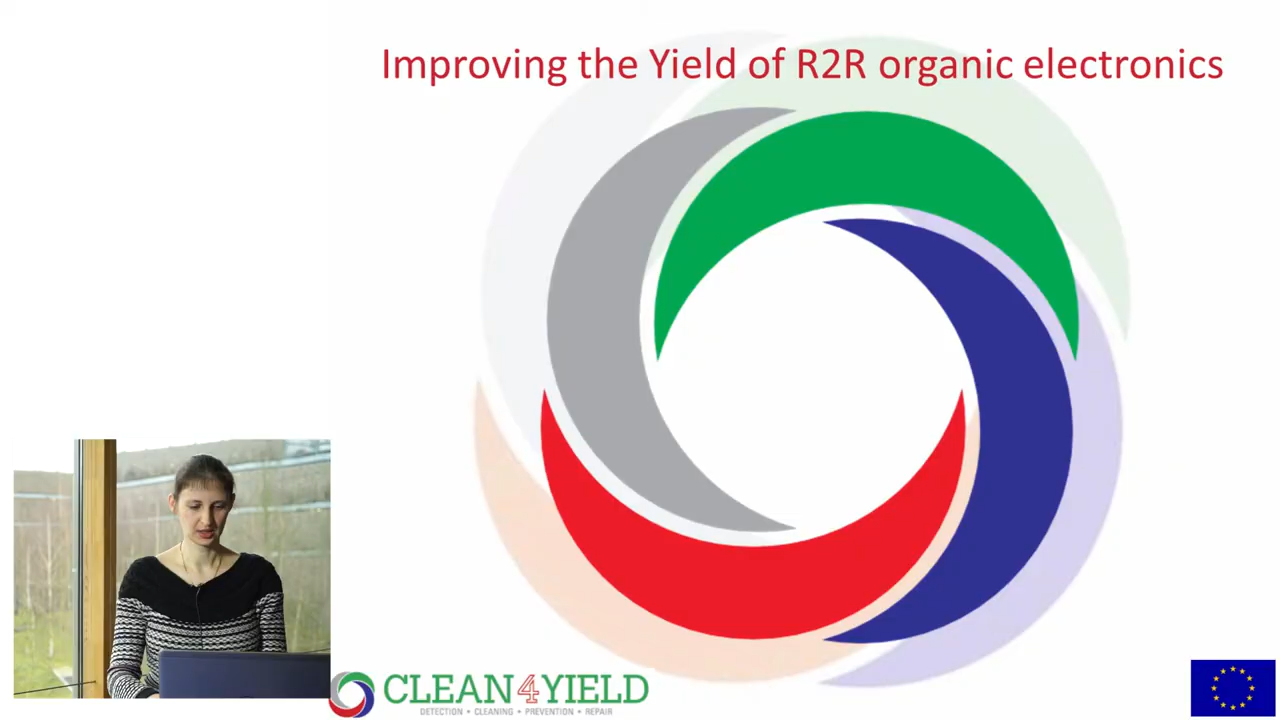 Improving the Yield of R2R organic electronics
CLEAN4YIELD
DETECTION • CLEANING • PREVENTION • REPAIR